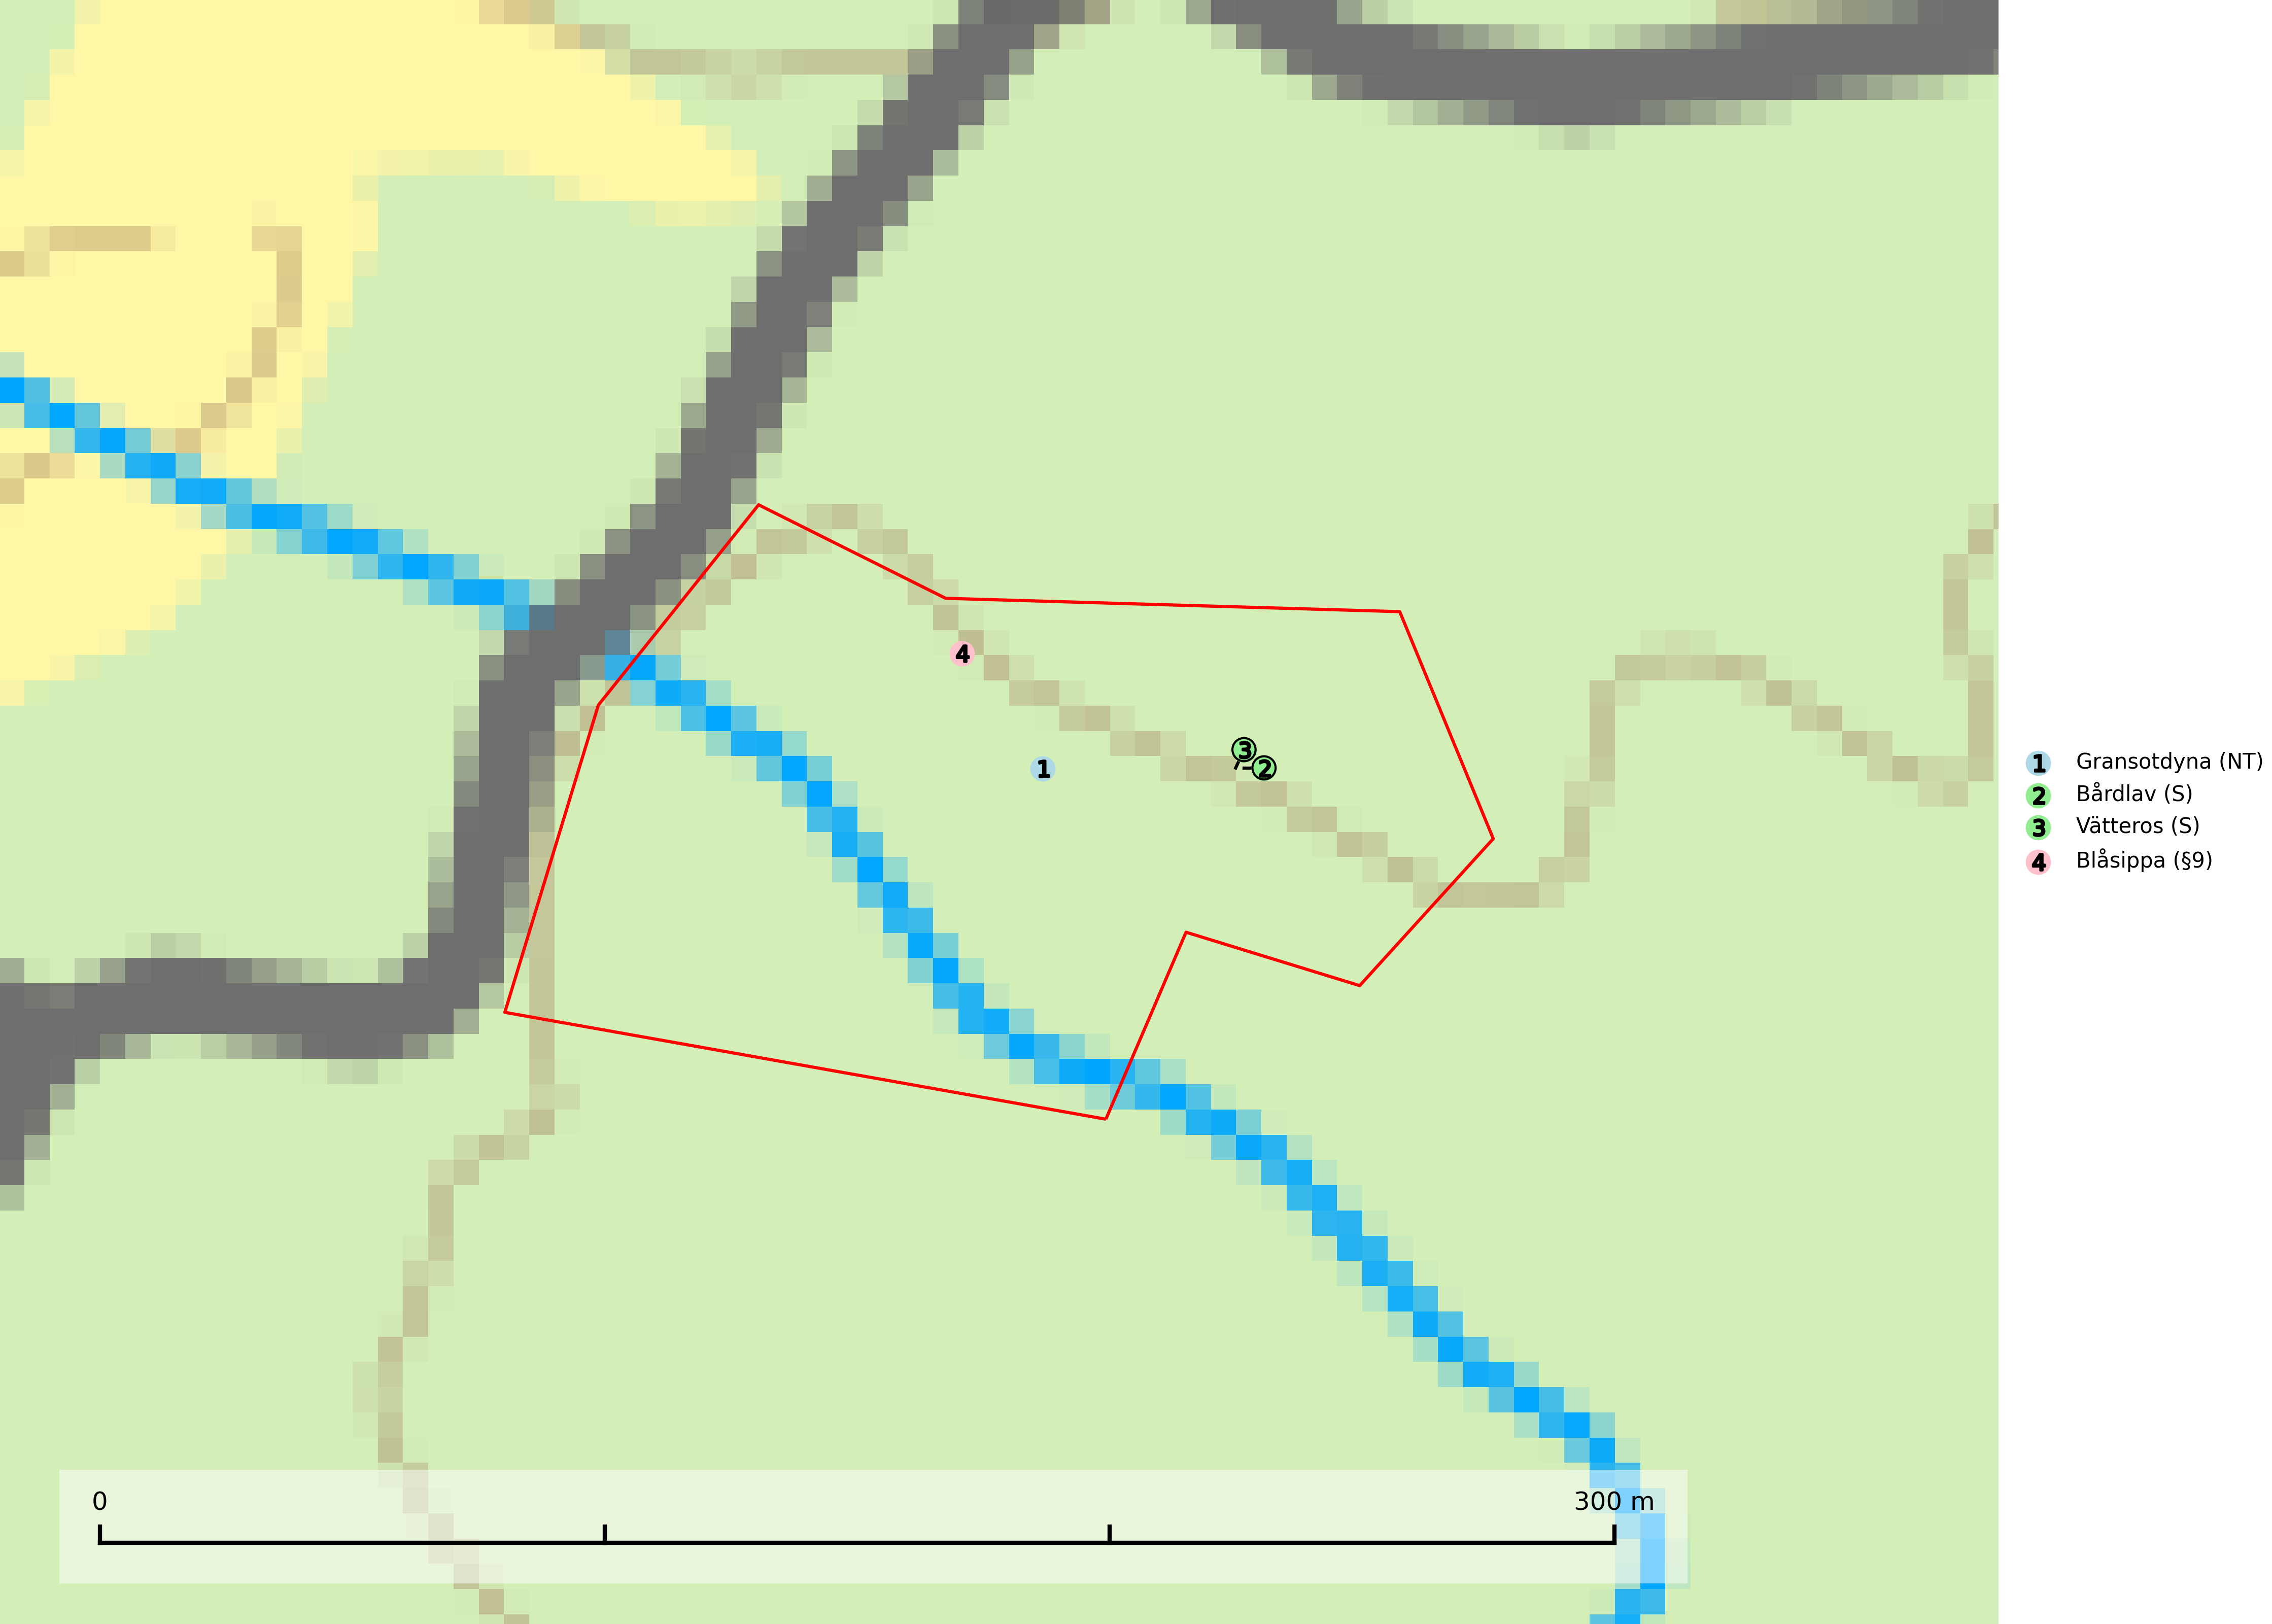 4
3
2
1
1 Gransotdyna (NT)
2 Bårdlav (S)
3 Vätteros (S)
4 Blåsippa (§9)
0 300 m